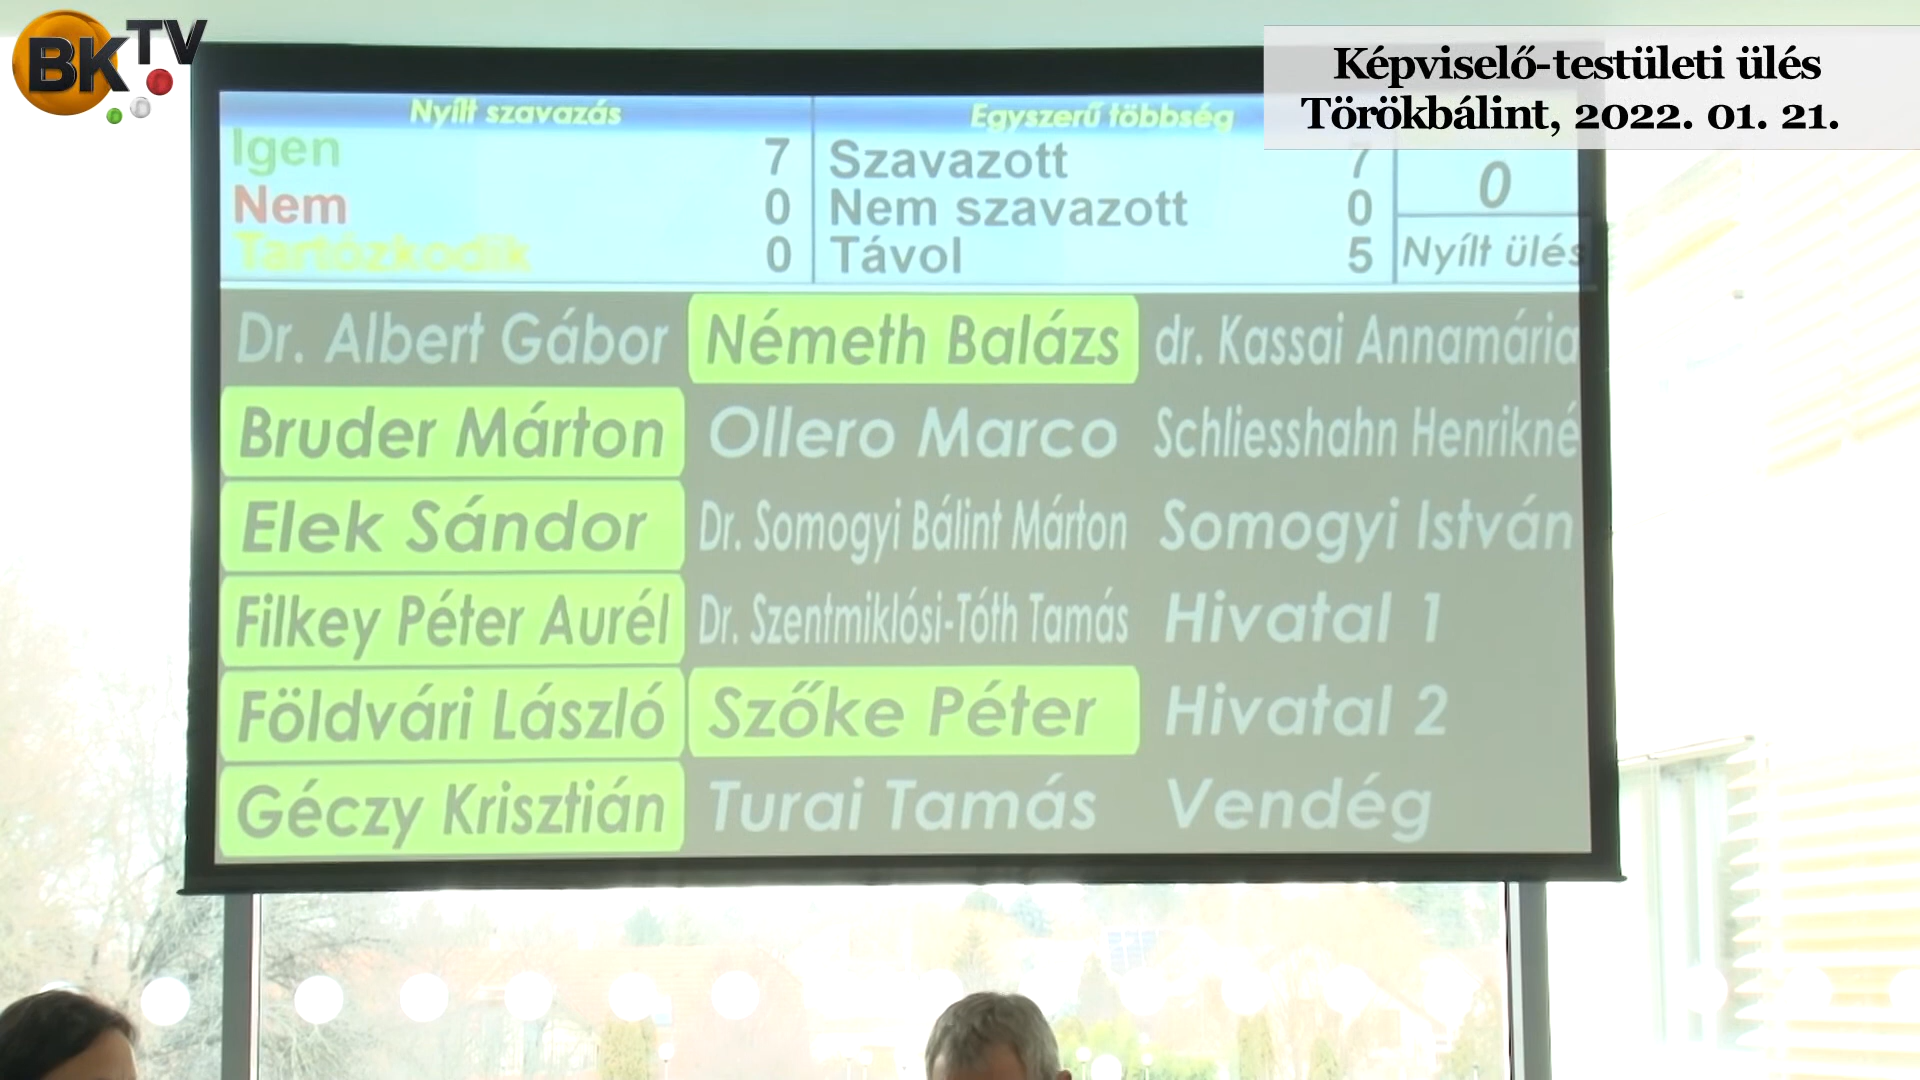 BKTV
Képviselő-testületi ülés
Törökbálint, 2022. 01. 21.
Nyílt szavazás
Egyszerű többség
Igen 7 Szavazott 7
0
Nem 0 Nem szavazott 0
Tartózkodik 0 Távol 5
Nyílt ülés
Dr. Albert Gábor Németh Balázs dr. Kassai Annamária
Bruder Márton Ollero Marco Schliesshahn Henrikné
Elek Sándor Dr. Somogyi Bálint Márton Somogyi István
Filkey Péter Aurél Dr. Szentmiklósi-Tóth Tamás Hivatal 1
Földvári László Szőke Péter Hivatal 2
Géczy Krisztián Turai Tamás Vendég